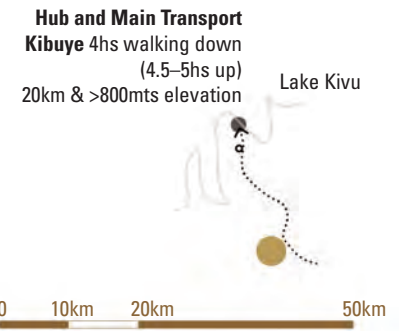 Hub and Main Transport
Kibuye 4hs walking down
(4.5–5hs up)
20km & >800mts elevation
Lake Kivu
0 10km 20km 50km